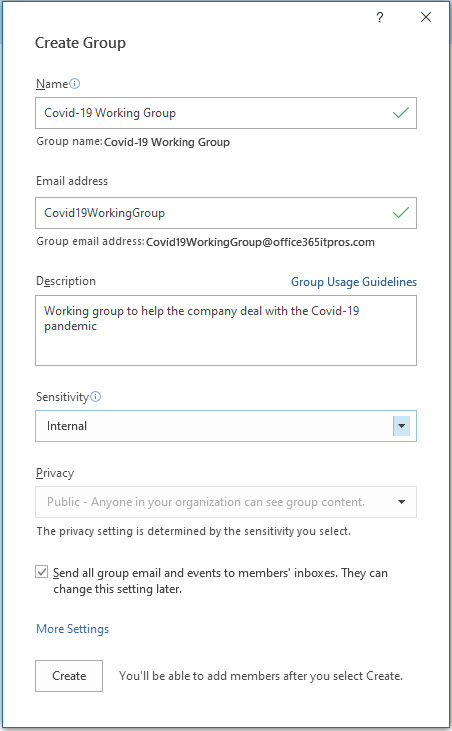 ?
Create Group
Name
Covid-19 Working Group
Group name: Covid-19 Working Group
Email address
Covid19WorkingGroup
Group email address: Covid19WorkingGroup@office365itpros.com
Description Group Usage Guidelines
Working group to help the company deal with the Covid-19
pandemic
Sensitivity
Internal
Privacy
Public - Anyone in your organization can see group content.
The privacy setting is determined by the sensitivity you select.
Send all group email and events to members' inboxes. They can
change this setting later.
More Settings
Create You'll be able to add members after you select Create.